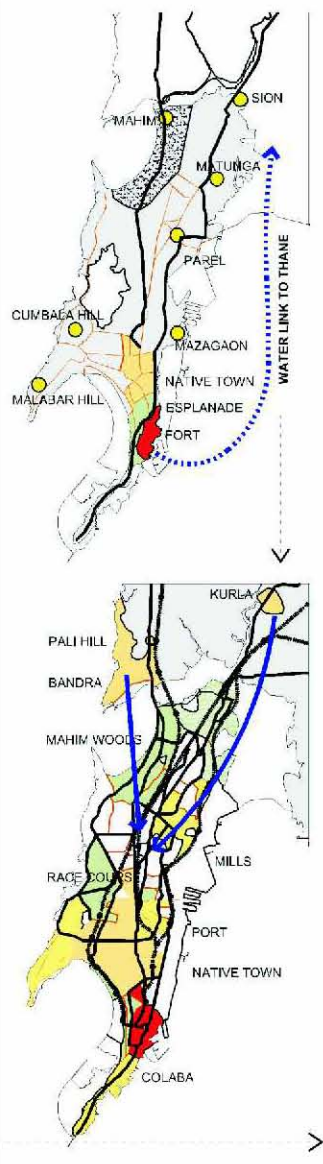 SION
MAHIM
MATUNGA
PAREL
CUMBALA HILL
MAZAGAON
WATER LINK TO THANE
MALABAR HILL
NATIVE TOWN
ESPLANADE
FORT
KURLA
PALI HILL
BANDRA
MAHIM WOODS
MILLS
RACE COURS
PORT
NATIVE TOWN
COLABA